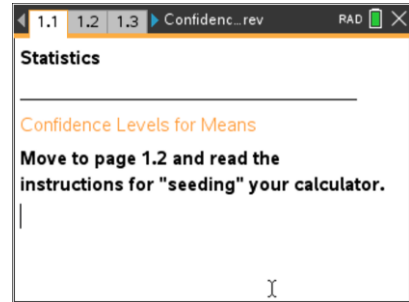 1.1 1.2 1.3 Confidenc…rev RAD
Statistics
Confidence Levels for Means
Move to page 1.2 and read the
instructions for "seeding" your calculator.